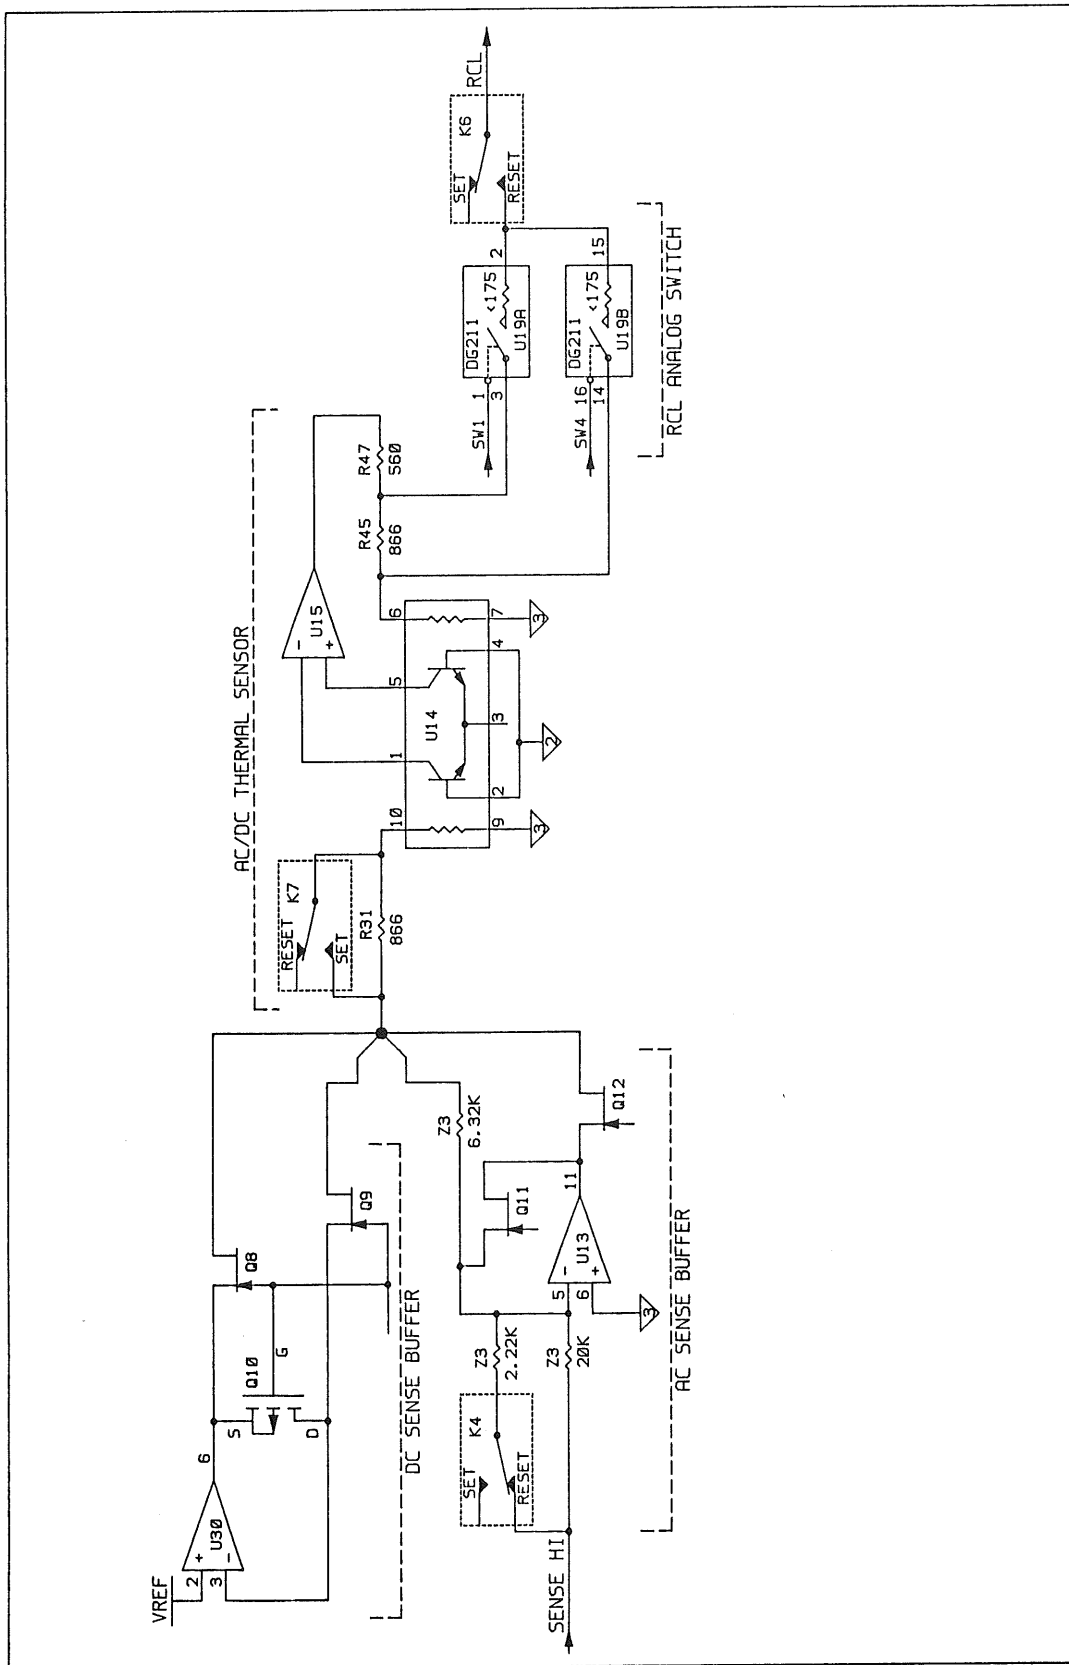 VREF
2
3
+
-
U30
6
S
D
Q10
G
Q8
Q9
DC SENSE BUFFER
SENSE HI
SET
RESET
K4
Z3
2.22K
Z3
20K
5
6
-
+
U13
11
3
Q11
Q12
Z3
6.32K
AC SENSE BUFFER
AC/DC THERMAL SENSOR
RESET
SET
K7
R31
866
10
9
3
1
2
U14
3
2
5
4
6
7
3
-
+
U15
R45
866
R47
560
SW1
1
3
DG211
<175
U19A
2
SW4
16
14
DG211
<175
U19B
15
RCL ANALOG SWITCH
SET
RESET
K6
RCL